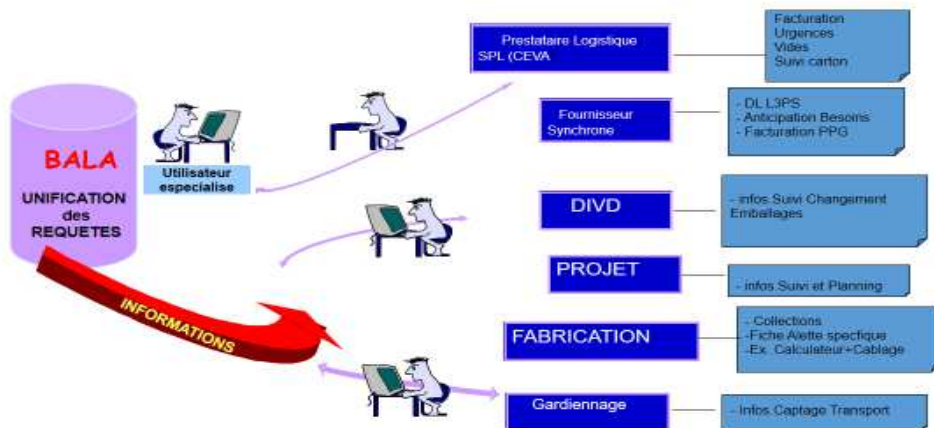 BALA
UNIFICATION
des
REQUETES
Utilisateur
especialise
INFORMATIONS
Prestataire Logistique
SPL (CEVA
Facturation
Urgences
Vides
Suivi carton
Fournisseur
Synchrone
- DL L3PS
- Anticipation Besoins
- Facturation PPG
DIVD
- infos Suivi Changement
Emballages
PROJET
- infos Suivi et Planning
FABRICATION
- Collections
-Fiche Alette specfique
-Ex. Calculateur+Cablage
Gardiennage
- Infos Captage Transport